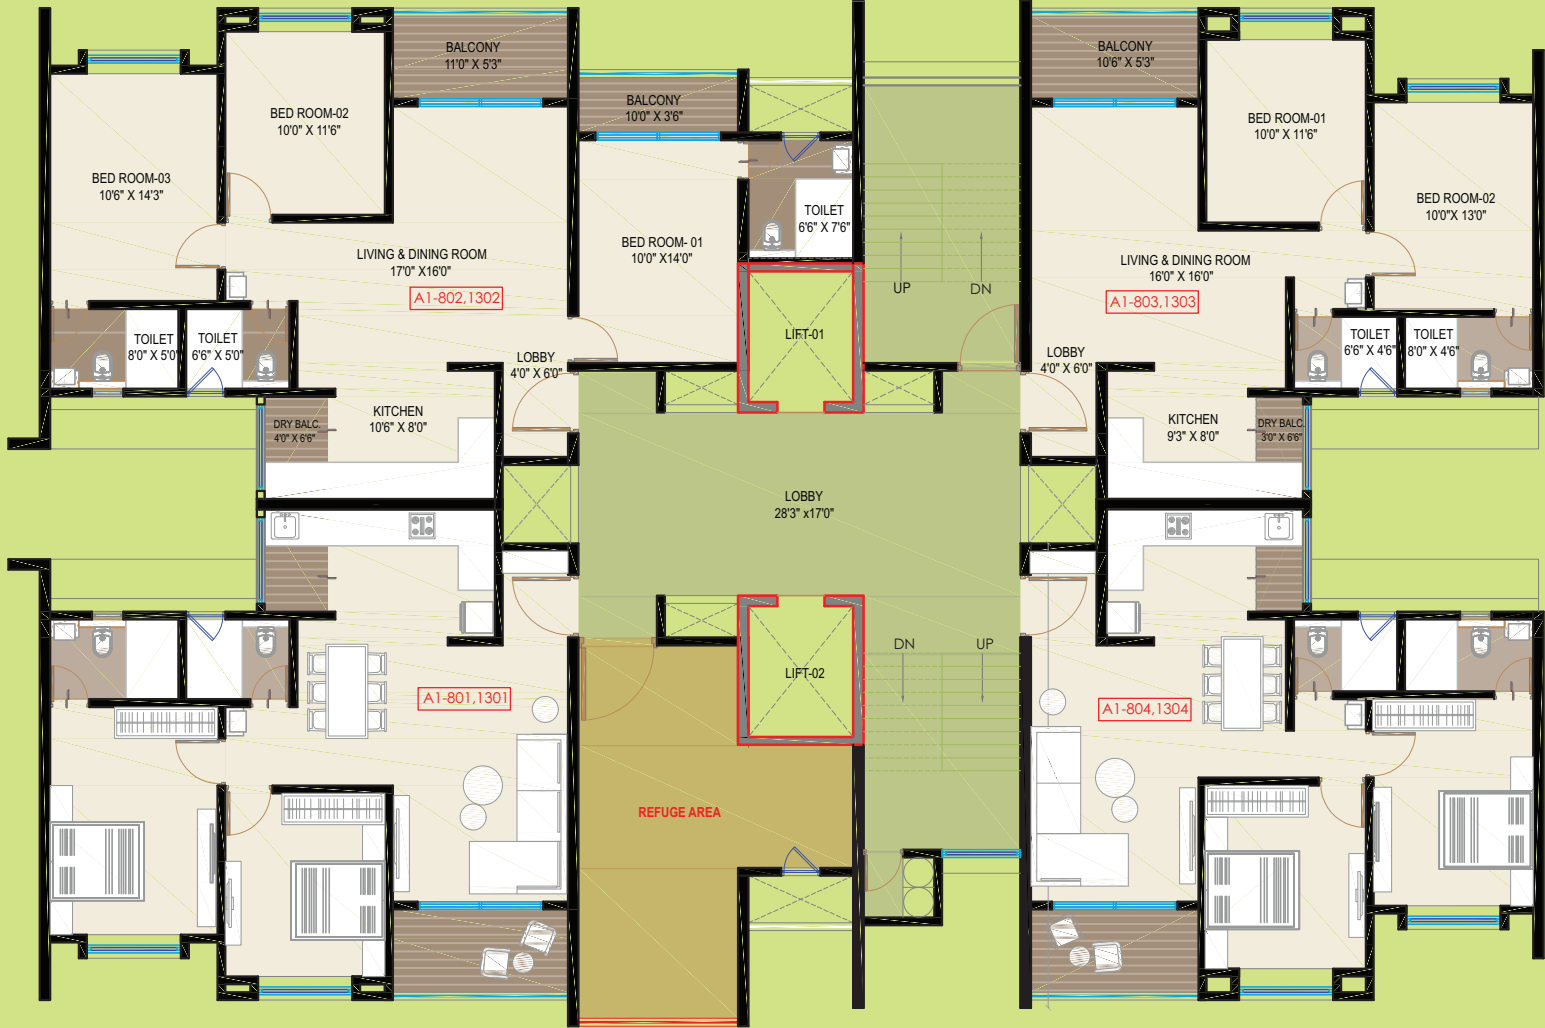 BALCONY
11'0" X 5'3"
BALCONY
10'6" X 5'3"
BALCONY
10'0" X 3'6"
BED ROOM-02
10'0" X 11'6"
BED ROOM-01
10'0" X 11'6"
BED ROOM-03
10'6" X 14'3"
BED ROOM-02
10'0"X 13'0"
TOILET
6'6" X 7'6"
BED ROOM- 01
10'0" X14'0"
LIVING & DINING ROOM
17'0" X16'0"
A1-802,1302
LIVING & DINING ROOM
16'0" X 16'0"
A1-803,1303
UP
DN
LIFT-01
TOILET
8'0" X 5'0"
TOILET
6'6" X 5'0"
LOBBY
4'0" X 6'0"
LOBBY
4'0" X 6'0"
TOILET
6'6" X 4'6"
TOILET
8'0" X 4'6"
KITCHEN
10'6" X 8'0"
DRY BALC.
4'0" X 6'6"
KITCHEN
9'3" X 8'0"
DRY BALC.
3'0" X 6'6"
LOBBY
28'3" x17'0"
DN
UP
LIFT-02
A1-801,1301
A1-804,1304
REFUGE AREA